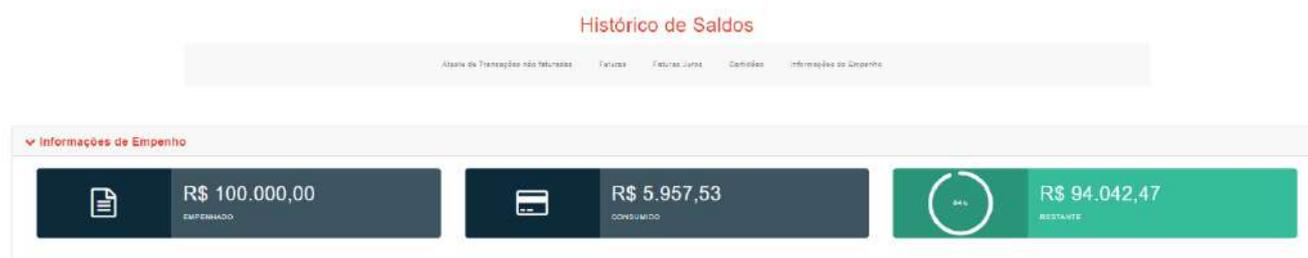 Histórico de Saldos
Ateste de Transações não faturadas Faturas Faturas Juros Certidões Informações do Empenho
Informações de Empenho
R$ 100.000,00
EMPENHADO
R$ 5.957,53
CONSUMIDO
94%
R$ 94.042,47
RESTANTE